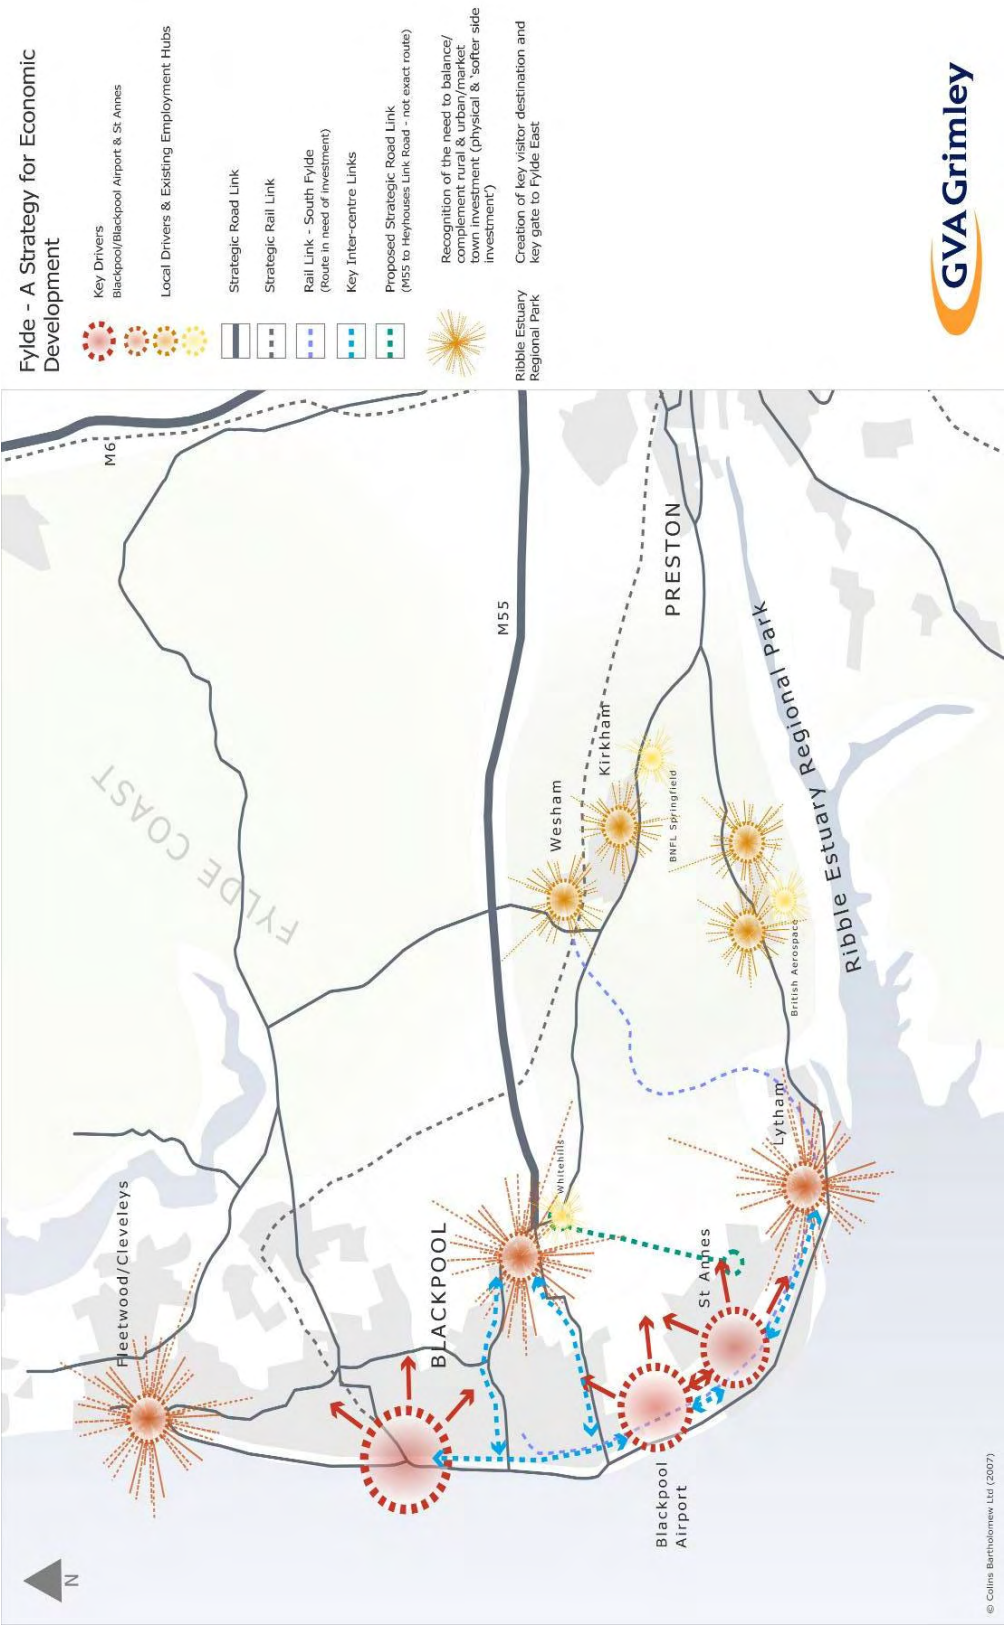 Fylde - A Strategy for Economic
Development
Key Drivers
Blackpool/Blackpool Airport & St Annes
Local Drivers & Existing Employment Hubs
Strategic Road Link
Strategic Rail Link
Rail Link - South Fylde
(Route in need of investment)
Key Inter-centre Links
Proposed Strategic Road Link
(M55 to Heyhouses Link Road - not exact route)
Recognition of the need to balance/
complement rural & urban/market
town investment (physical & 'softer side
investment')
Ribble Estuary
Regional Park
Creation of key visitor destination and
key gate to Fylde East
GVA Grimley
M6
M55
FYLDE COAST
PRESTON
Kirkham
Wesham
BNFL Springfield
Ribble Estuary Regional Park
British Aerospace
Fleetwood/Cleveleys
BLACKPOOL
Whitehills
Lytham
St Annes
Blackpool
Airport
N
© Colins Bartholomew Ltd (2007)